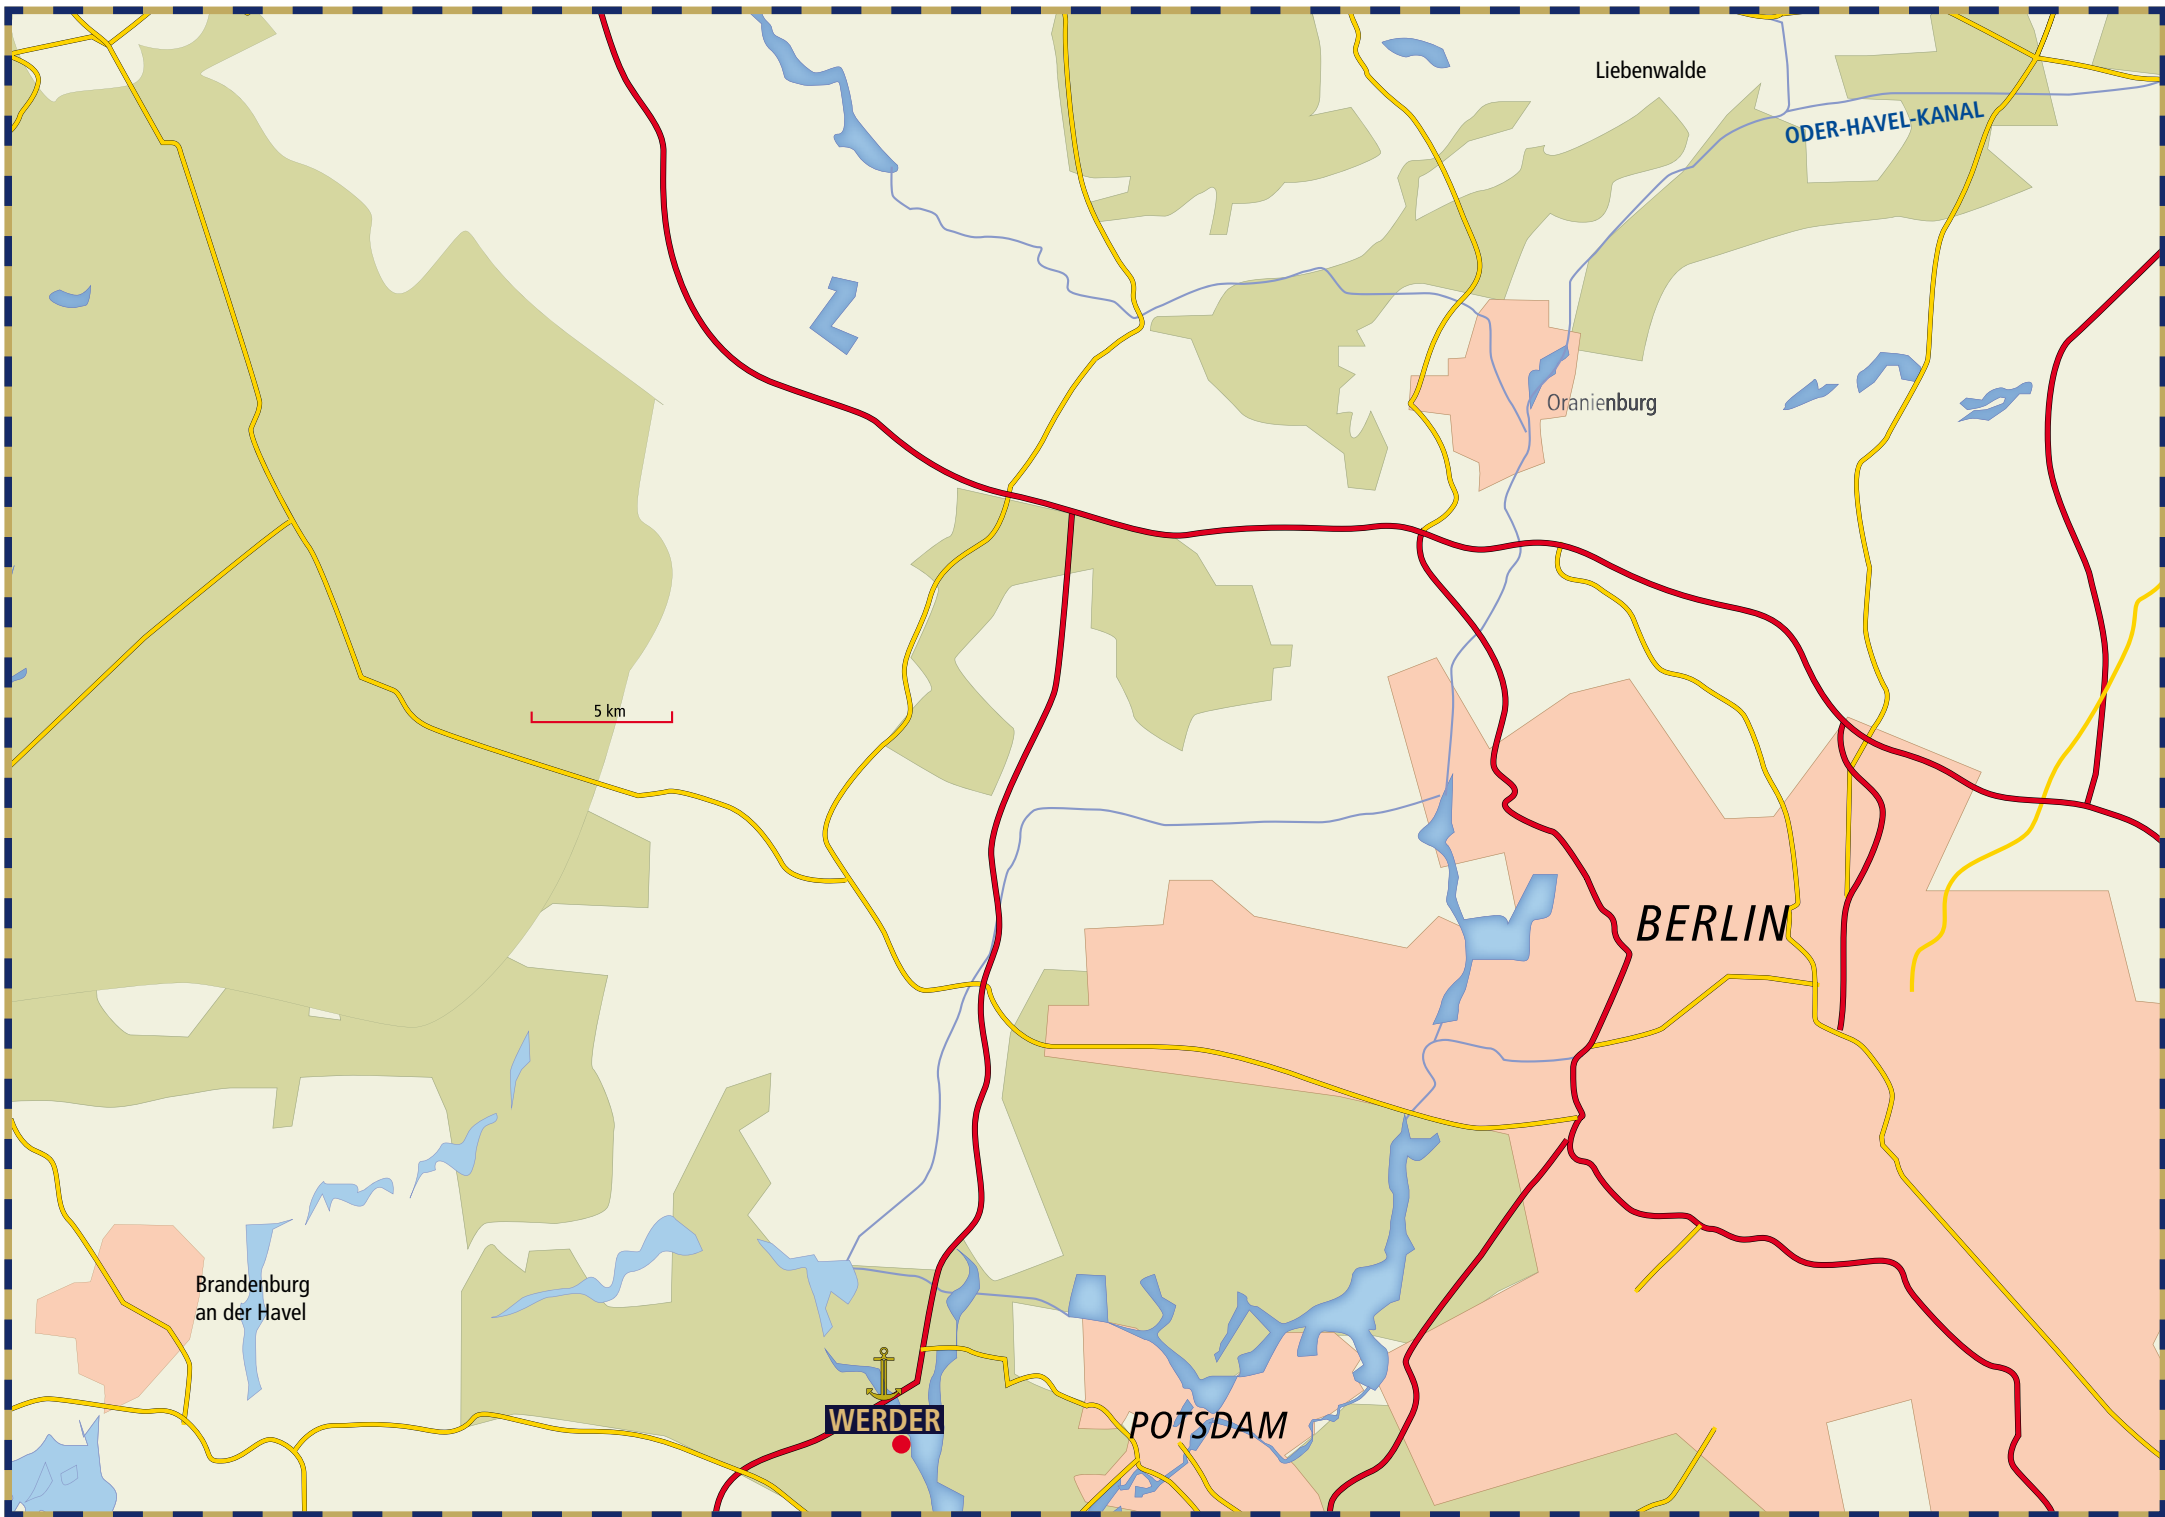 Liebenwalde
ODER-HAVEL-KANAL
Oranienburg
5 km
BERLIN
Brandenburg
an der Havel
WERDER
POTSDAM